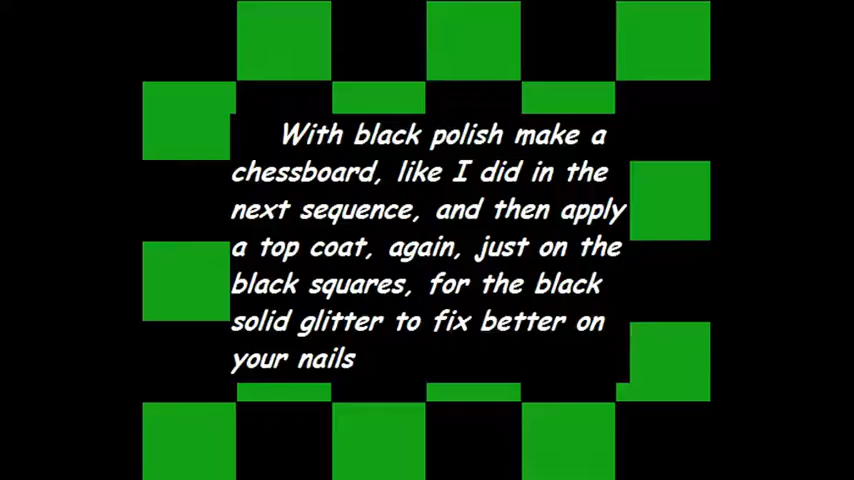 With black polish make a
chessboard, like I did in the
next sequence, and then apply
a top coat, again, just on the
black squares, for the black
solid glitter to fix better on
your nails